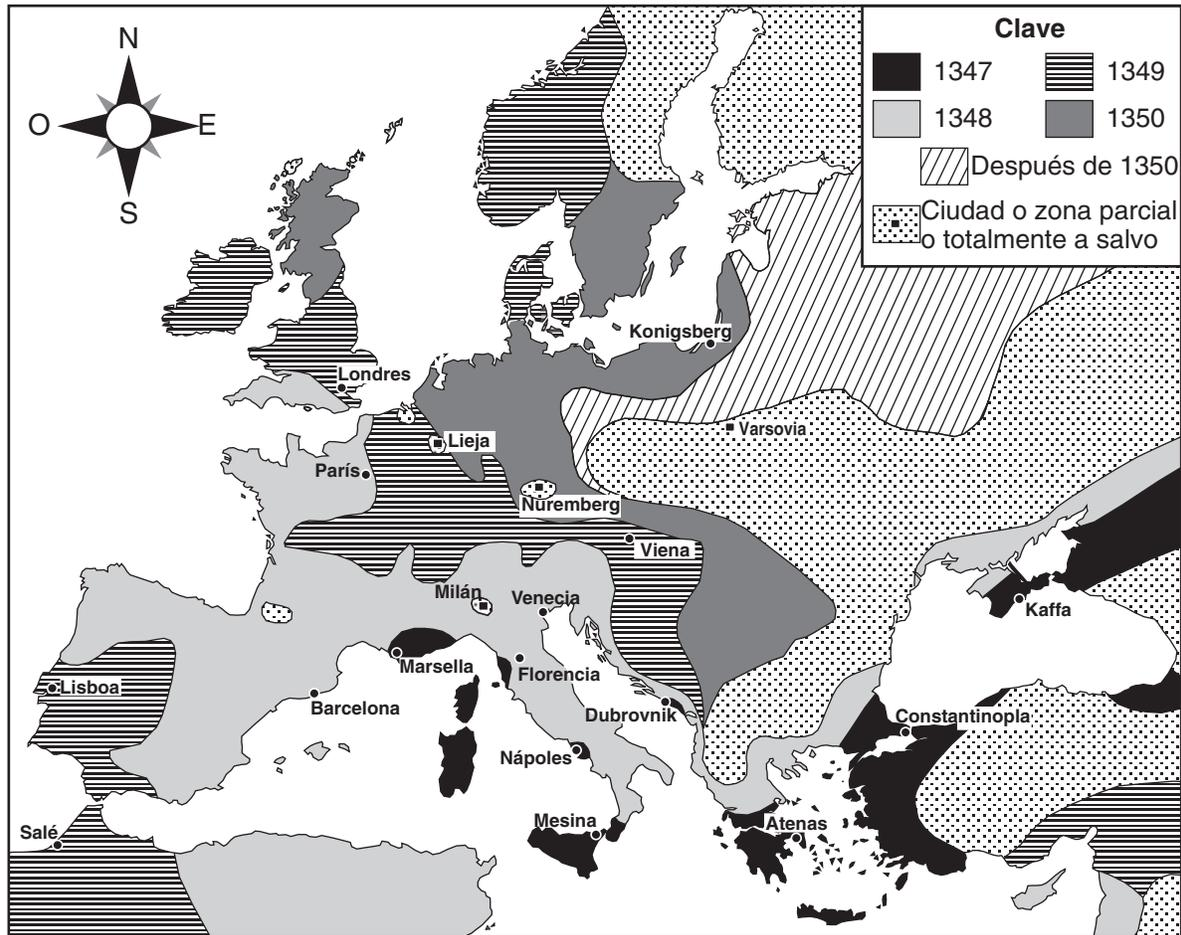 N
O
E
S
Clave
1347
1349
1348
1350
Después de 1350
Ciudad o zona parcial
o totalmente a salvo
Konigsberg
Londres
Varsovia
Lieja
París
Nuremberg
Viena
Milán
Venecia
Kaffa
Marsella
Florencia
Lisboa
Barcelona
Dubrovnik
Constantinopla
Nápoles
Mesina
Atenas
Salé